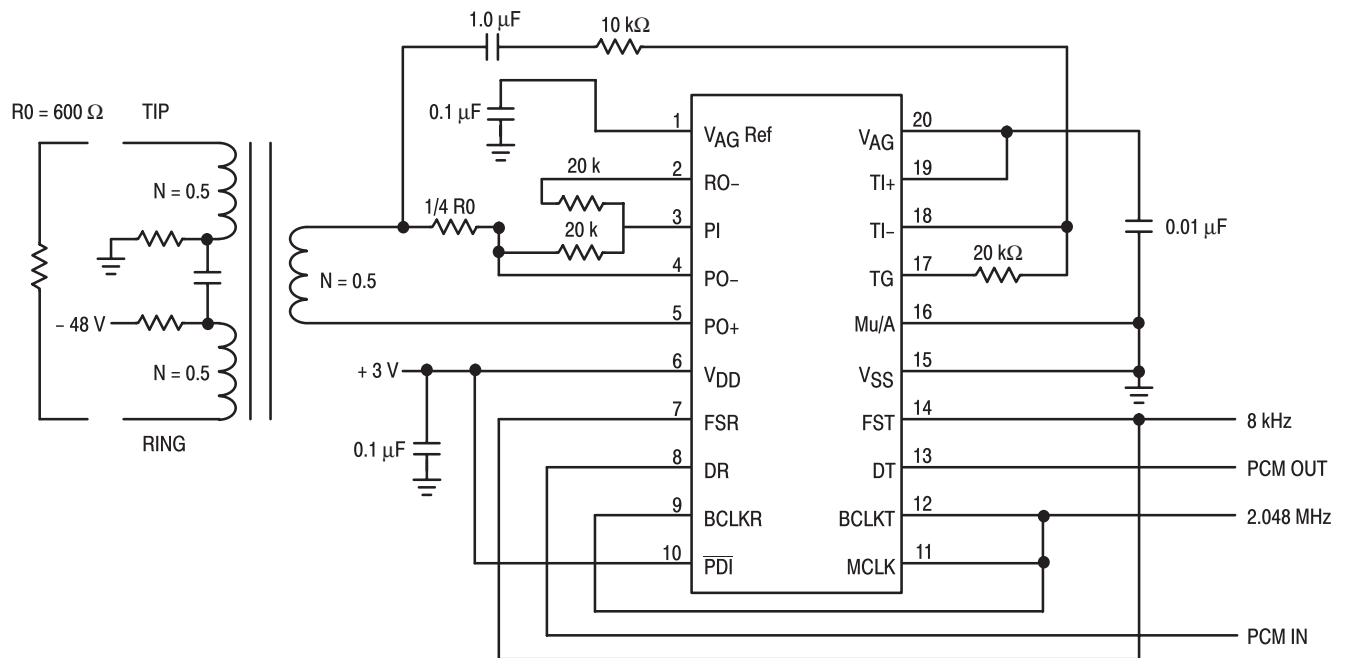 1.0 μF
10 kΩ
R0 = 600 Ω
TIP
0.1 μF
N = 0.5
1/4 R0
20 k
20 k
N = 0.5
– 48 V
N = 0.5
RING
+ 3 V
0.1 μF
1
VAG Ref
2
RO–
3
PI
4
PO–
5
PO+
6
VDD
7
FSR
8
DR
9
BCLKR
10
PDI
20
VAG
19
TI+
18
TI–
17
TG
20 kΩ
16
Mu/A
15
VSS
14
FST
13
DT
12
BCLKT
11
MCLK
0.01 μF
8 kHz
PCM OUT
2.048 MHz
PCM IN